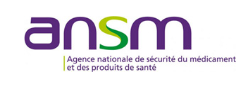 ansm
Agence nationale de sécurité du médicament
et des produits de santé